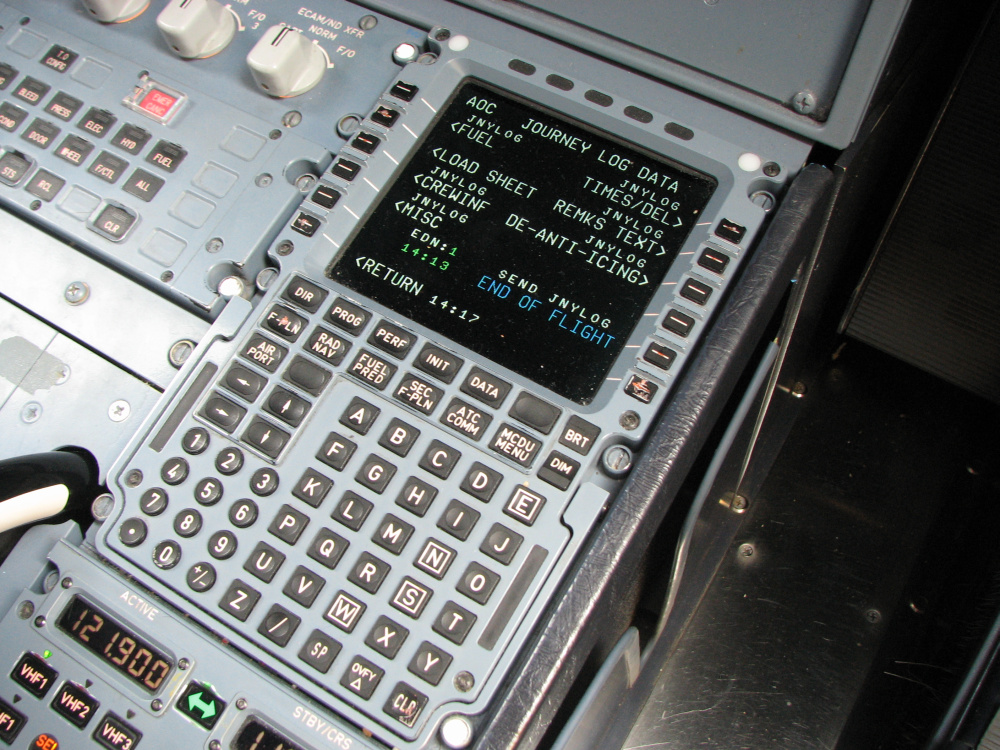 ECAM/ND XFR
NORM
F/O
3
F/O
T.O CONFIG
EMER CANC
BLEED
PRESS
ELEC
HYD
FUEL
COND
DOOR
WHEEL
F/CTL
ALL
STS
RCL
CLR
AOC JOURNEY LOG DATA
JNYLOG JNYLOG
<FUEL TIMES/DEL>
JNYLOG
<LOAD SHEET REMKS TEXT>
JNYLOG JNYLOG
<CREWINF DE-ANTI-ICING>
JNYLOG
<MISC
EDN:1
14:13 SEND JNYLOG
END OF FLIGHT
<RETURN 14:17
DIR PROG PERF INIT DATA
BRT
F-PLN RAD NAV FUEL PRED SEC F-PLN ATC COMM MCDU MENU
DIM
AIR PORT
A B C D E
F G H I J
K L M N O
P Q R S T
U V W X Y
Z / SP OVFY Δ CLR
1 2 3
4 5 6
7 8 9
. 0 +/-
ACTIVE
121.900
VHF1
VHF2
VHF3
SEL
STBY/CRS